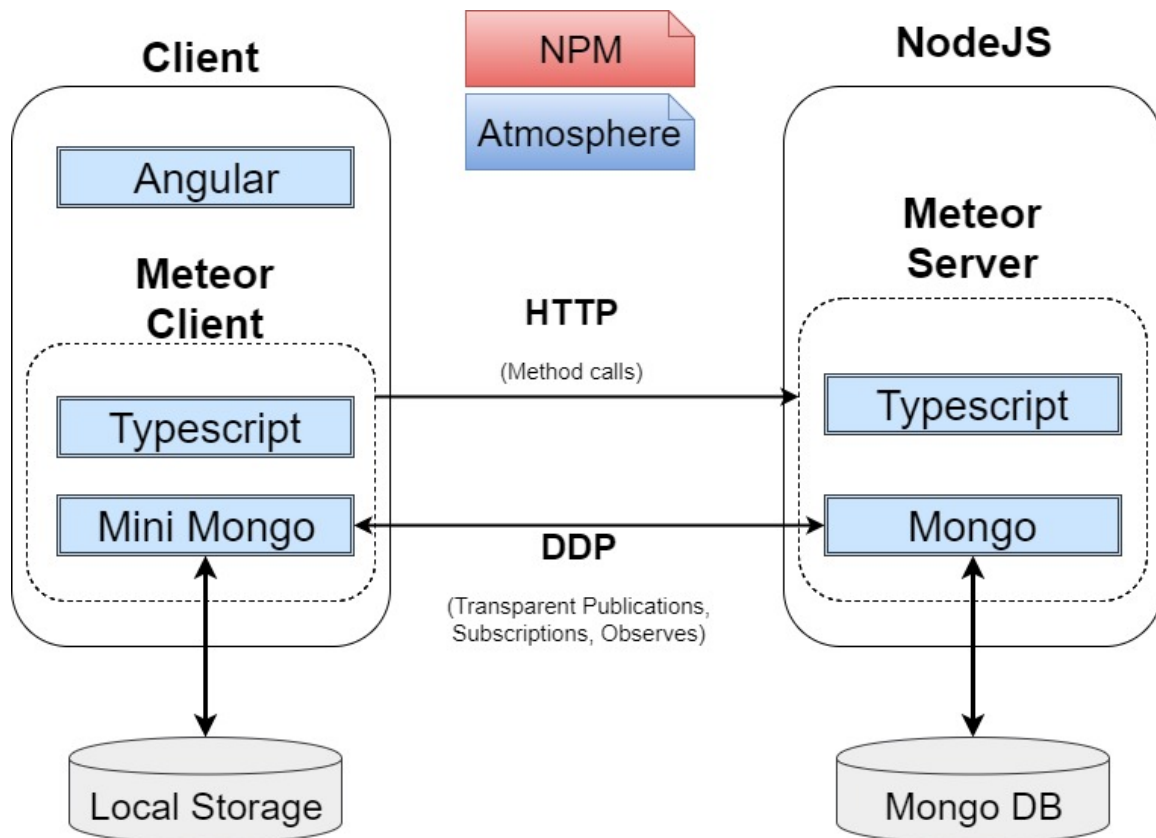 Client
NPM
NodeJS
Atmosphere
Angular
Meteor
Client
Meteor
Server
HTTP
(Method calls)
Typescript
Typescript
Mini Mongo
Mongo
DDP
(Transparent Publications,
Subscriptions, Observes)
Local Storage
Mongo DB